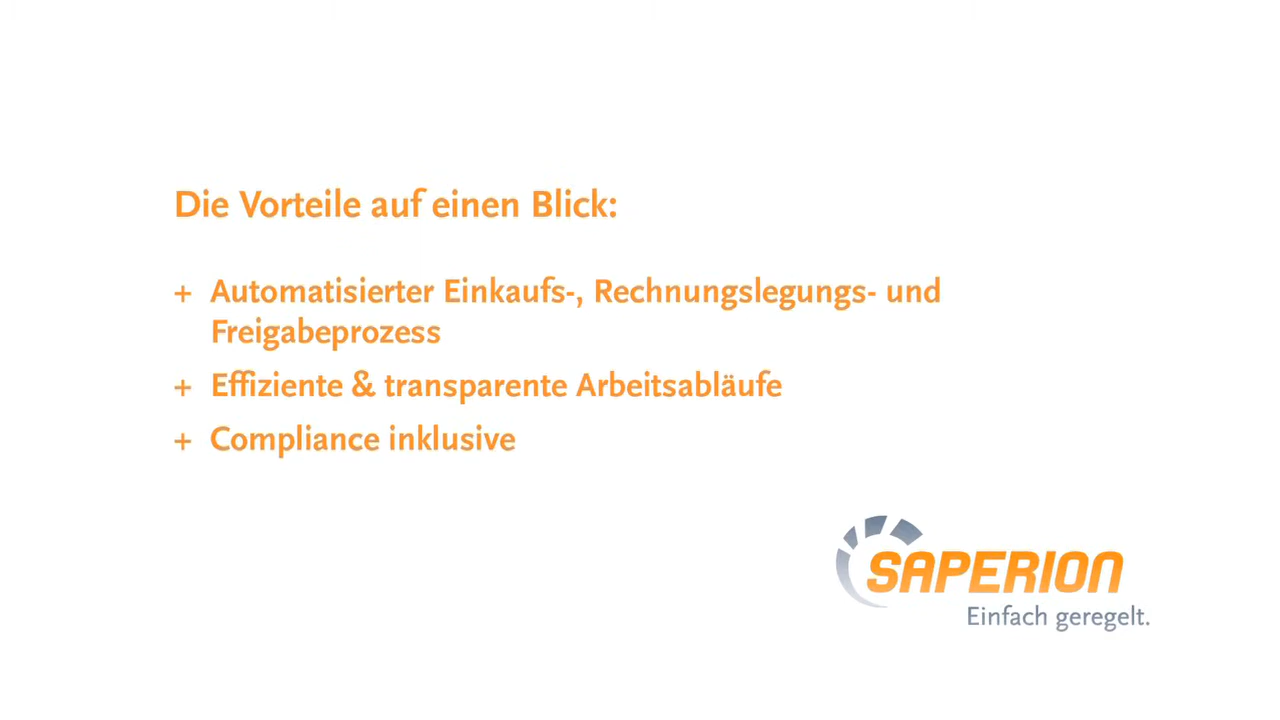 Die Vorteile auf einen Blick:
+ Automatisierter Einkaufs-, Rechnungslegungs- und
Freigabeprozess
+ Effiziente & transparente Arbeitsabläufe
+ Compliance inklusive
SAPERION
Einfach geregelt.